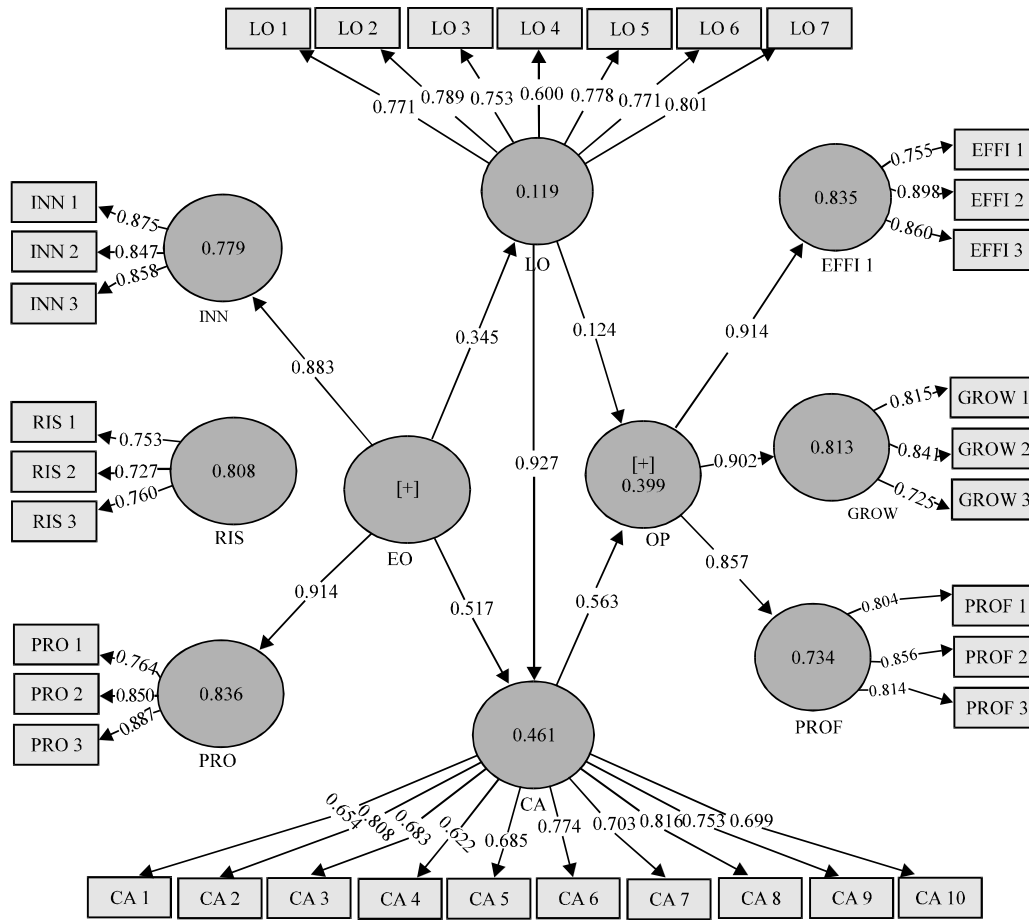 LO 1
LO 2
LO 3
LO 4
LO 5
LO 6
LO 7
0.771
0.789
0.753
0.600
0.778
0.771
0.801
0.119
LO
INN 1
INN 2
INN 3
0.875
0.847
0.858
0.779
INN
EFFI 1
EFFI 2
EFFI 3
0.755
0.898
0.860
0.835
EFFI 1
0.883
0.345
0.927
0.124
0.914
RIS 1
RIS 2
RIS 3
0.753
0.727
0.760
0.808
RIS
[+]
EO
[+]
0.399
OP
0.902
0.813
GROW
0.815
0.841
0.725
GROW 1
GROW 2
GROW 3
0.914
0.517
0.563
0.857
PRO 1
PRO 2
PRO 3
0.764
0.850
0.887
0.836
PRO
0.461
CA
0.734
PROF
0.804
0.856
0.814
PROF 1
PROF 2
PROF 3
0.654
0.808
0.683
0.622
0.685
0.774
0.703
0.816
0.753
0.699
CA 1
CA 2
CA 3
CA 4
CA 5
CA 6
CA 7
CA 8
CA 9
CA 10